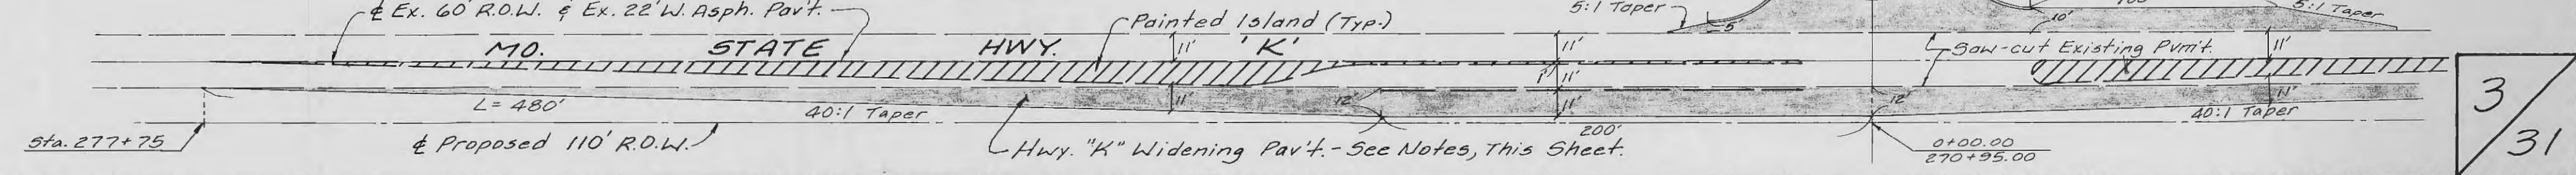 ℄ Ex. 60' R.O.W. & Ex. 22' W. Asph. Pav't.
Painted Island (Typ.)
5:1 Taper
5'
10'
5:1 Taper
MO. STATE HWY. 'K'
11'
11'
Saw-cut Existing Pvm't.
11'
11'
L= 480'
40:1 Taper
11'
12'
11'
12'
11'
40:1 Taper
Sta. 277+75
℄ Proposed 110' R.O.W.
Hwy. "K" Widening Pav't. - See Notes, This Sheet.
200'
0+00.00
270+95.00
3/31